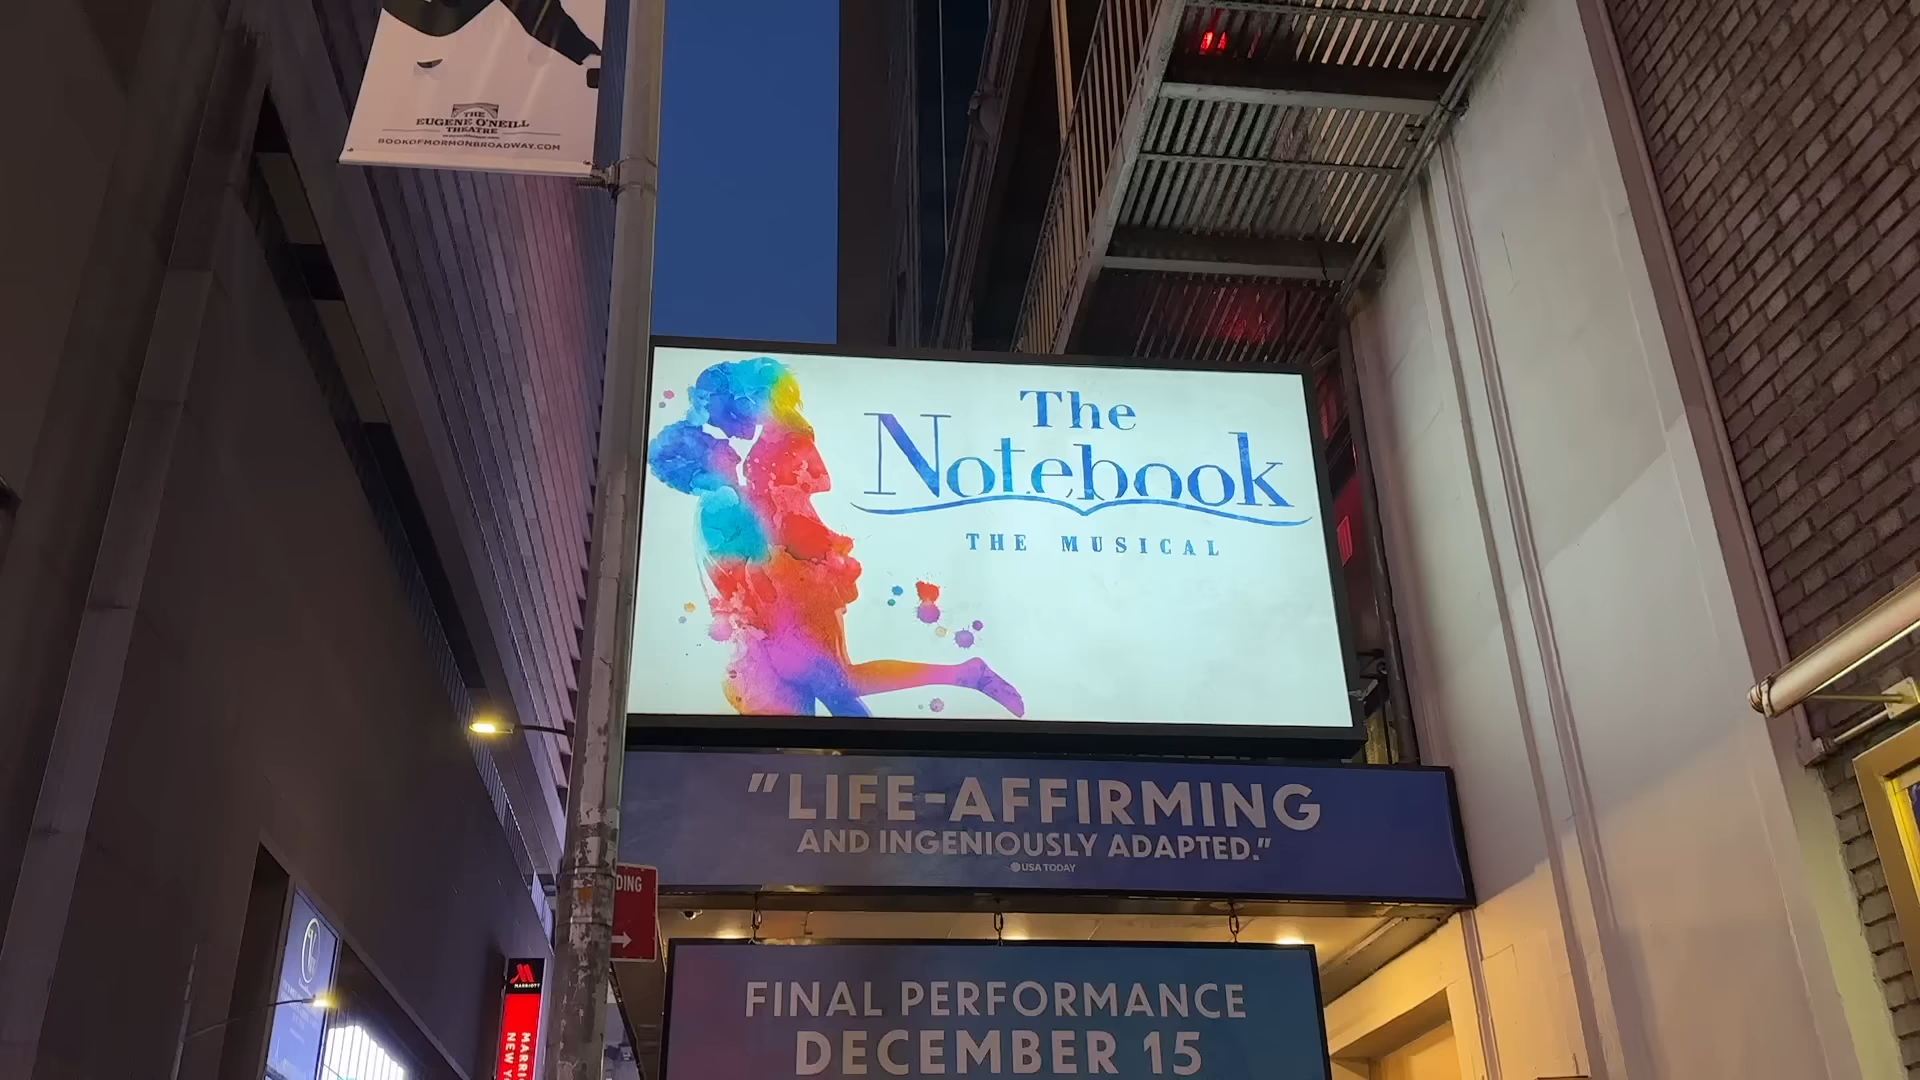 THE
EUGENE O'NEILL
THEATRE
BOOKOFMORMONBROADWAY.COM
The
Notebook
THE MUSICAL
"LIFE-AFFIRMING
AND INGENIOUSLY ADAPTED."
USA TODAY
DING
MARRIOTT
FINAL PERFORMANCE
DECEMBER 15